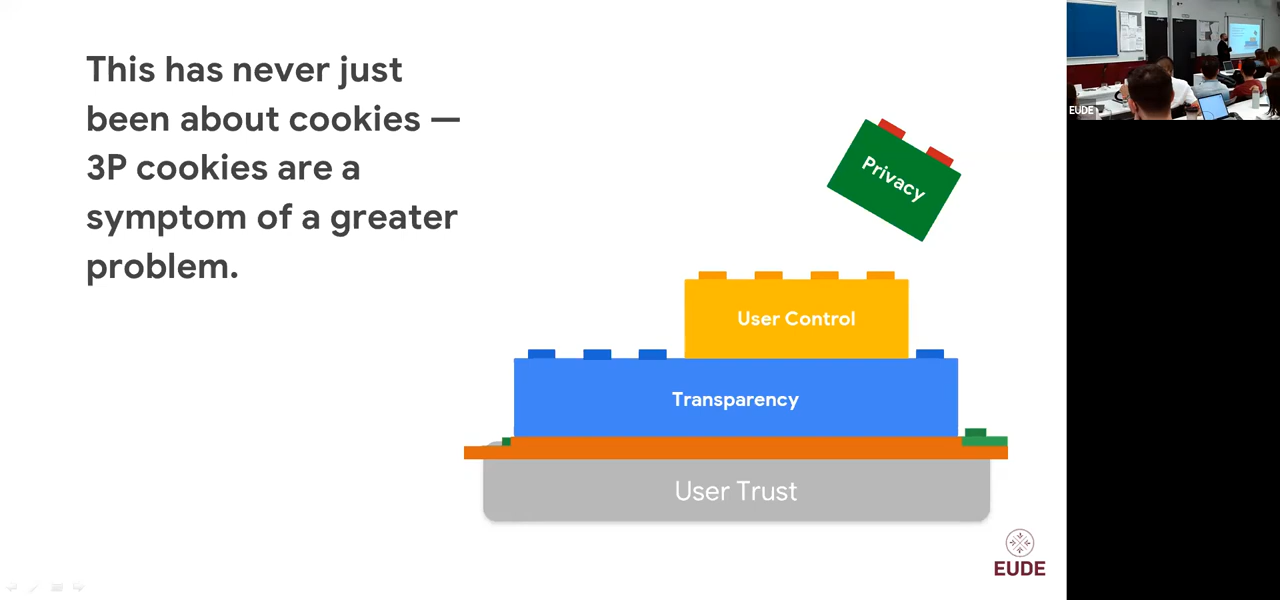 This has never just
been about cookies —
3P cookies are a
symptom of a greater
problem.
Privacy
User Control
Transparency
User Trust
EUDE
EUDE